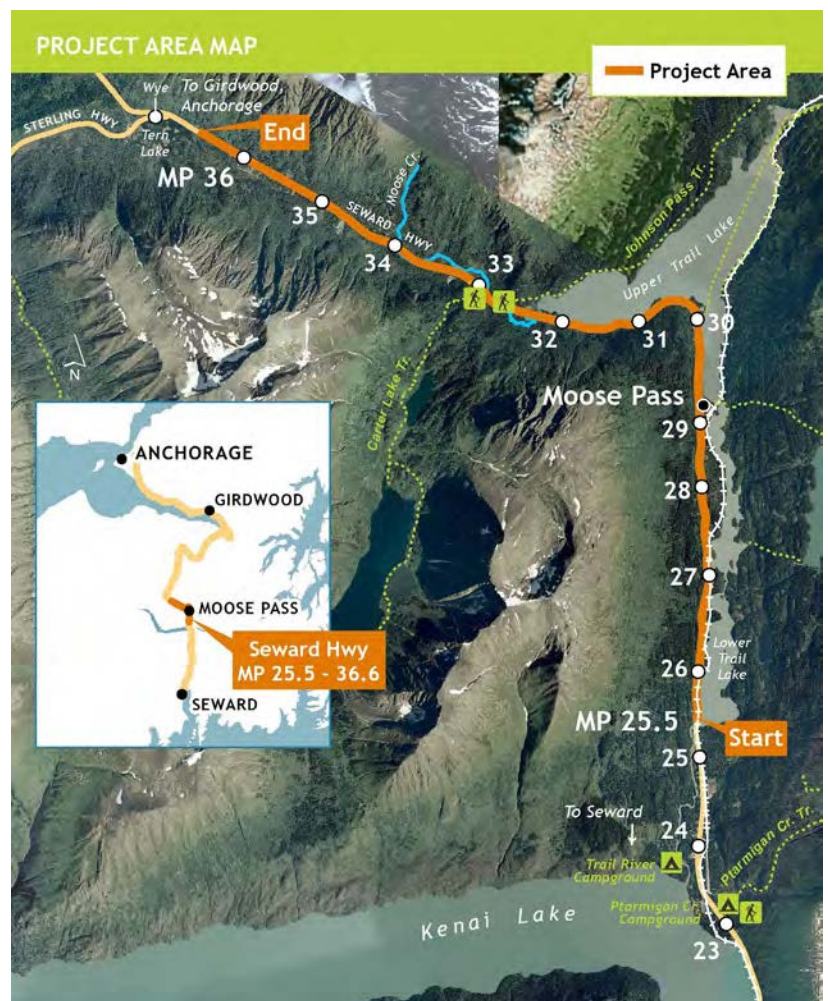 PROJECT AREA MAP
Project Area
Wye
To Girdwood,
Anchorage
STERLING HWY
Tern
Lake
End
MP 36
35
SEWARD HWY
34
Moose Cr.
33
Johnson Pass Tr.
Upper Trail Lake
32
31
30
N
Carter Lake Tr.
Moose Pass
29
28
27
26
Lower
Trail
Lake
MP 25.5
Start
25
To Seward
24
Trail River
Campground
Ptarmigan Cr. Tr.
Ptarmigan Cr.
Campground
23
Kenai Lake
ANCHORAGE
GIRDWOOD
MOOSE PASS
Seward Hwy
MP 25.5 - 36.6
SEWARD